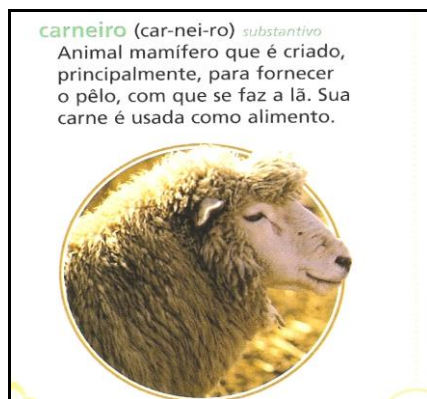 carneiro (car-nei-ro) substantivo
Animal mamífero que é criado,
principalmente, para fornecer
o pêlo, com que se faz a lã. Sua
carne é usada como alimento.